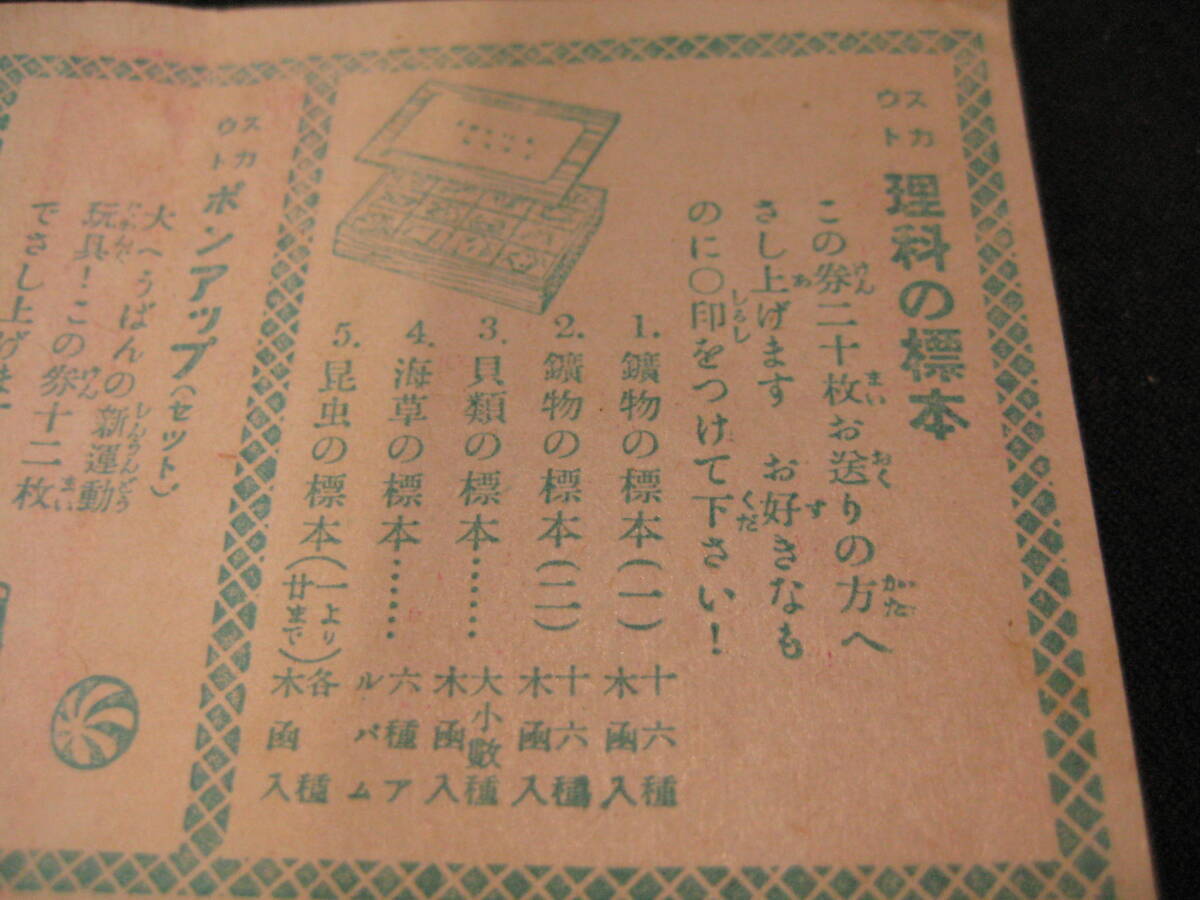 スカ
ウト
理科の標本
この券二十枚お送りの方へ
さし上げます お好きなも
のに〇印をつけて下さい!
1. 鑛物の標本(一) 十六種
木函入
2. 鑛物の標本(二) 十六種
木函入
3. 貝類の標本…… 大小數種
木函入
4. 海草の標本…… 六種ア
ルバム
5. 昆虫の標本(一より廿まで) 各種
木函入
スカ
ウト
ポンアップ(セット)
大へうばんの新運動
玩具!この券十二枚
でさし上げま